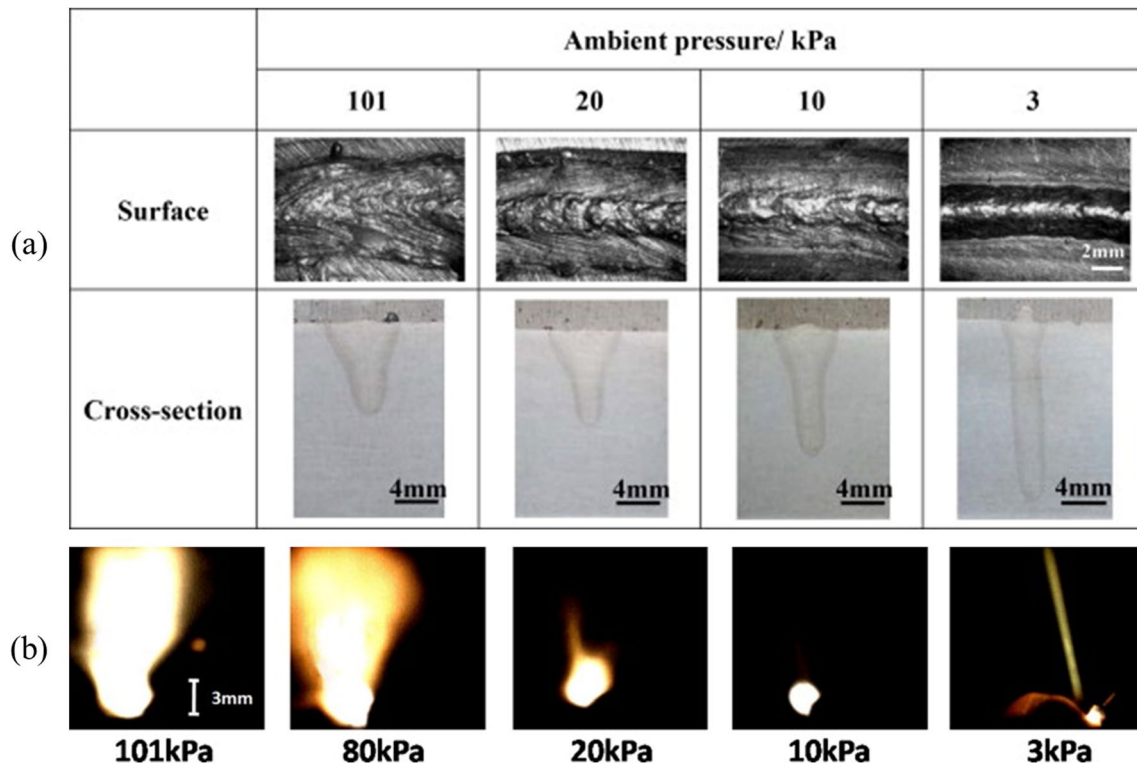 Ambient pressure/ kPa
101 20 10 3
(a)
Surface
2mm
Cross-section
4mm 4mm 4mm 4mm
(b)
3mm
101kPa 80kPa 20kPa 10kPa 3kPa